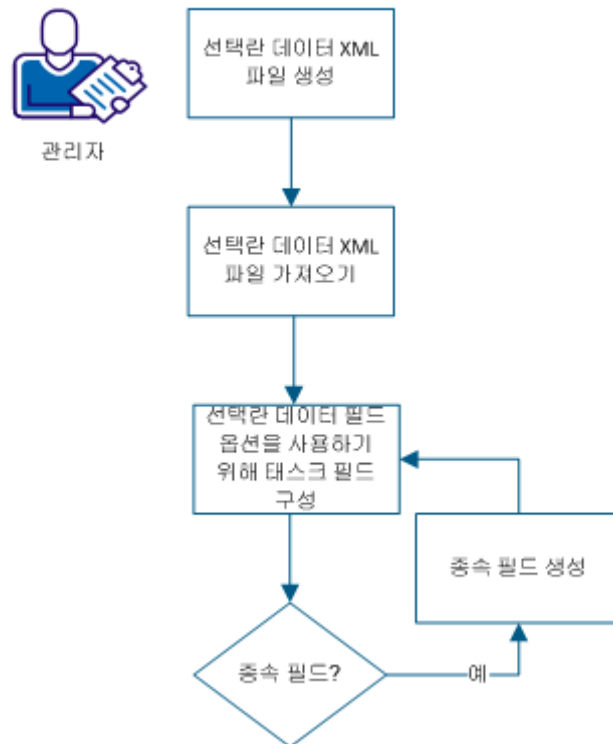 선택란 데이터 XML
파일 생성
관리자
선택란 데이터 XML
파일 가져오기
선택란 데이터 필드
옵션을 사용하기
위해 태스크 필드
구성
종속 필드 생성
종속 필드?
예